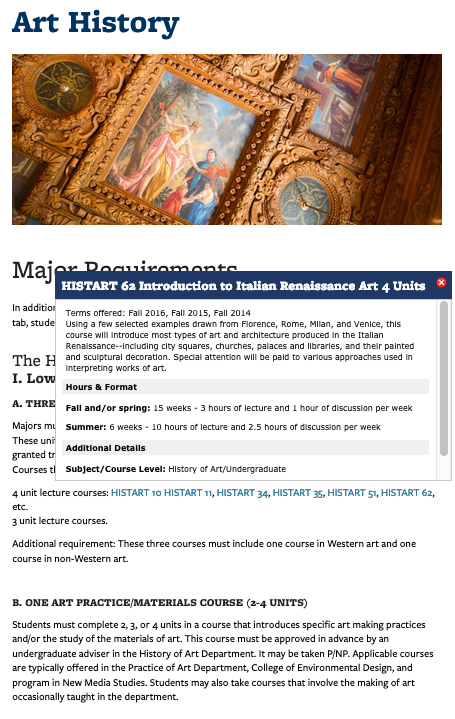 Art History
Major Requirements
HISTART 62 Introduction to Italian Renaissance Art 4 Units
In addition
Terms offered: Fall 2016, Fall 2015, Fall 2014
tab, stude
Using a few selected examples drawn from Florence, Rome, Milan, and Venice, this
course will introduce most types of art and architecture produced in the Italian
Renaissance--including city squares, churches, palaces and libraries, and their painted
and sculptural decoration. Special attention will be paid to various approaches used in
interpreting works of art.
The H
I. Low
Hours & Format
A. THRE
Fall and/or spring: 15 weeks - 3 hours of lecture and 1 hour of discussion per week
Majors mu
Summer: 6 weeks - 10 hours of lecture and 2.5 hours of discussion per week
These uni
Additional Details
granted tr
Courses th
Subject/Course Level: History of Art/Undergraduate
4 unit lecture courses: HISTART 10 HISTART 11, HISTART 34, HISTART 35, HISTART 51, HISTART 62,
etc.
3 unit lecture courses.
Additional requirement: These three courses must include one course in Western art and one
course in non-Western art.
B. ONE ART PRACTICE/MATERIALS COURSE (2-4 UNITS)
Students must complete 2, 3, or 4 units in a course that introduces specific art making practices
and/or the study of the materials of art. This course must be approved in advance by an
undergraduate adviser in the History of Art Department. It may be taken P/NP. Applicable courses
are typically offered in the Practice of Art Department, College of Environmental Design, and
program in New Media Studies. Students may also take courses that involve the making of art
occasionally taught in the department.